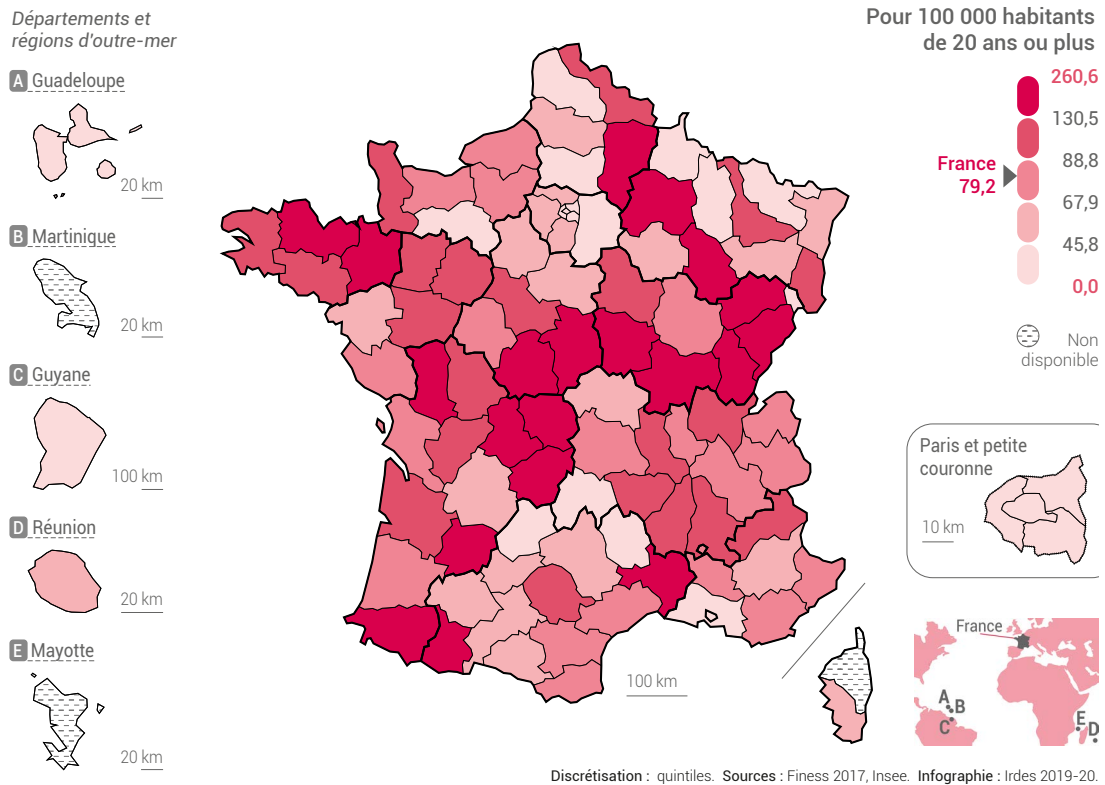 Départements et
régions d'outre-mer
A Guadeloupe
20 km
B Martinique
20 km
C Guyane
100 km
D Réunion
20 km
E Mayotte
20 km
Pour 100 000 habitants
de 20 ans ou plus
260,6
130,5
88,8
France
79,2
67,9
45,8
0,0
Non
disponible
Paris et petite
couronne
10 km
100 km
France
A
B
C
E
D
Discrétisation : quintiles. Sources : Finess 2017, Insee. Infographie : Irdes 2019-20.